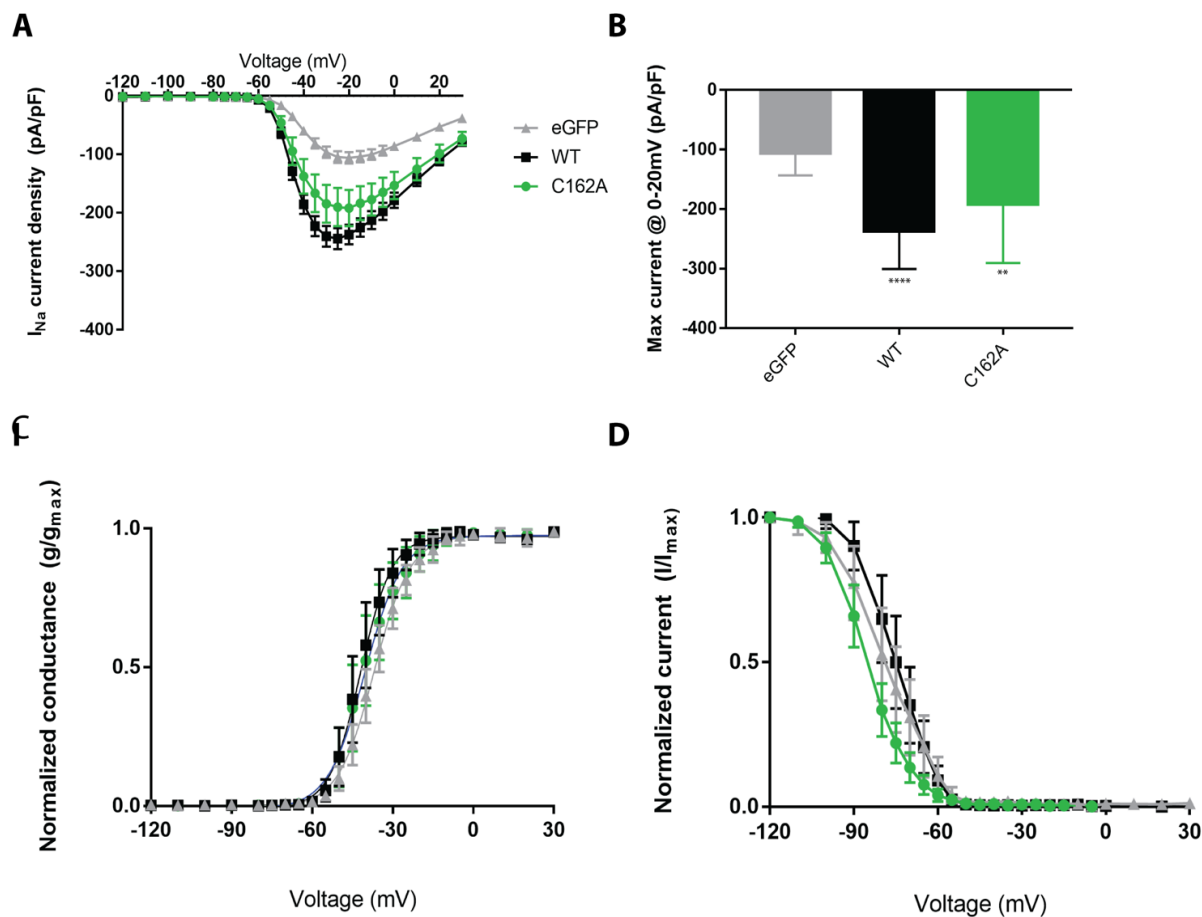 A
B
Voltage (mV)
-120 -100 -80 -60 -40 -20 0 20
0
-100
-200
-300
-400
INa current density (pA/pF)
eGFP
WT
C162A
0
-100
-200
-300
-400
Max current @ 0-20mV (pA/pF)
****
**
eGFP
WT
C162A
C
D
Normalized conductance (g/gmax)
1.0
0.5
0.0
-120 -90 -60 -30 0 30
Voltage (mV)
Normalized current (I/Imax)
1.0
0.5
0.0
-120 -90 -60 -30 0 30
Voltage (mV)